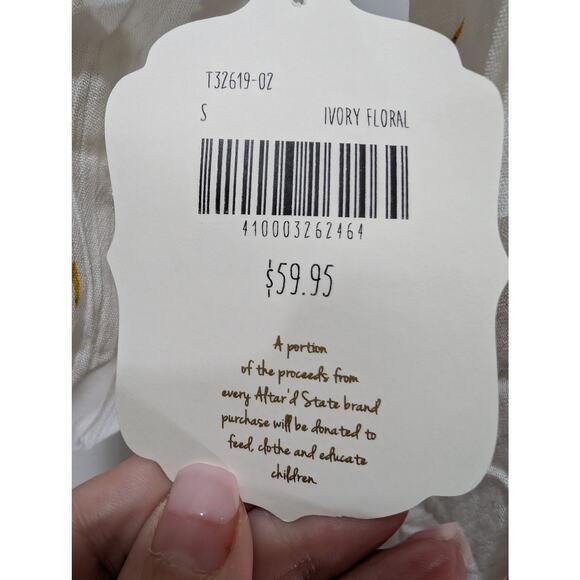 T32619-02
S IVORY FLORAL
410003262464
$59.95
A portion
of the proceeds from
every Altar'd State brand
purchase will be donated to
feed, clothe and educate
children.